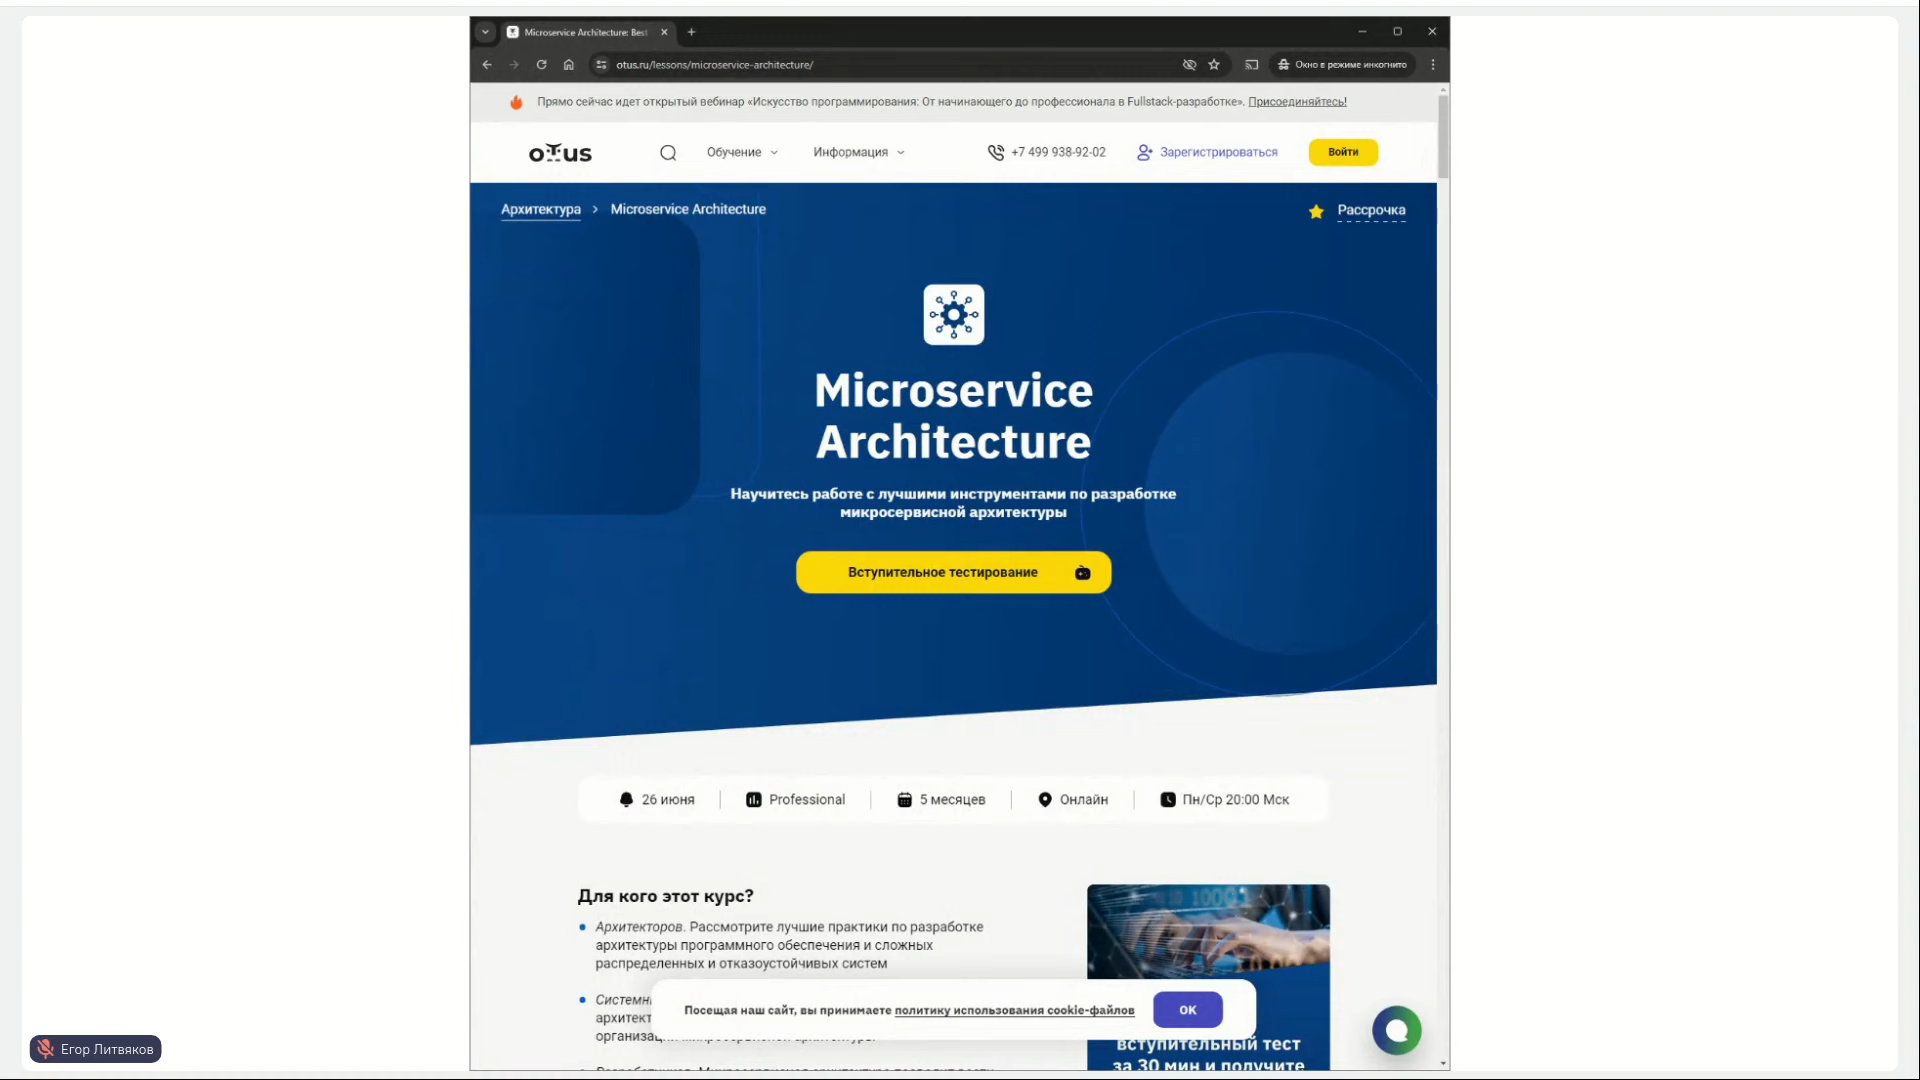 Microservice Architecture: Best
otus.ru/lessons/microservice-architecture/
Окно в режиме инкогнито
Прямо сейчас идет открытый вебинар «Искусство программирования: От начинающего до профессионала в Fullstack-разработке». Присоединяйтесь!
OTUS
Обучение
Информация
+7 499 938-92-02
Зарегистрироваться
Войти
Архитектура > Microservice Architecture
Рассрочка
Microservice
Architecture
Научитесь работе с лучшими инструментами по разработке
микросервисной архитектуры
Вступительное тестирование
26 июня
Professional
5 месяцев
Онлайн
Пн/Ср 20:00 Мск
Для кого этот курс?
Архитекторов. Рассмотрите лучшие практики по разработке
архитектуры программного обеспечения и сложных
распределенных и отказоустойчивых систем
Посещая наш сайт, вы принимаете политику использования cookie-файлов
OK
вступительный тест
за 30 мин и получите
Егор Литвяков